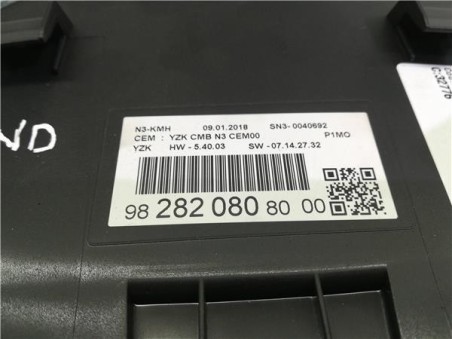 N3-KMH 09.01.2018 SN3-0040692
CEM : YZK CMB N3 CEM00 P1MO
YZK HW - 5.40.03 SW - 07.14.27.32
98 282 080 80 00
ND